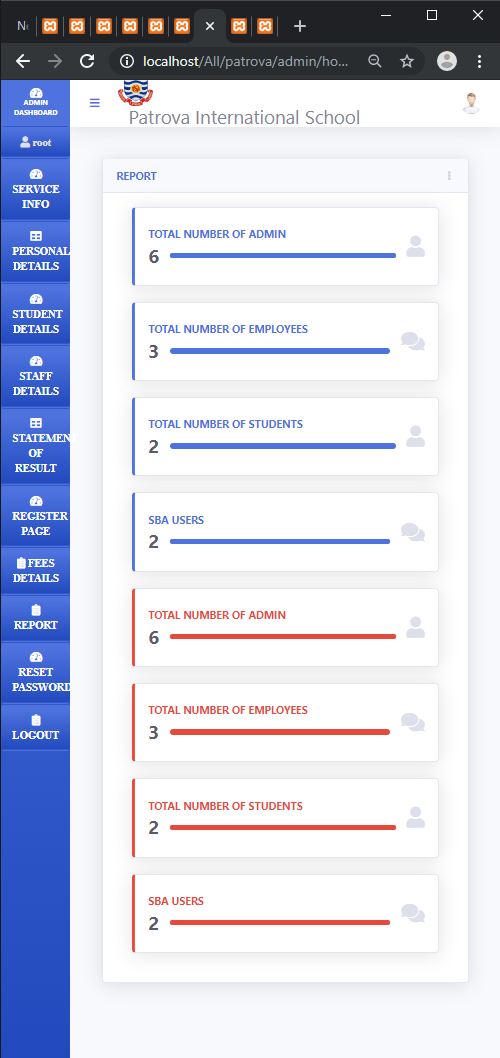 Ne
localhost/All/patrova/admin/ho...
ADMIN
DASHBOARD
Patrova International School
root
SERVICE
INFO
PERSONAL
DETAILS
STUDENT
DETAILS
STAFF
DETAILS
STATEMENT
OF
RESULT
REGISTER
PAGE
FEES
DETAILS
REPORT
RESET
PASSWORD
LOGOUT
REPORT
TOTAL NUMBER OF ADMIN
6
TOTAL NUMBER OF EMPLOYEES
3
TOTAL NUMBER OF STUDENTS
2
SBA USERS
2
TOTAL NUMBER OF ADMIN
6
TOTAL NUMBER OF EMPLOYEES
3
TOTAL NUMBER OF STUDENTS
2
SBA USERS
2